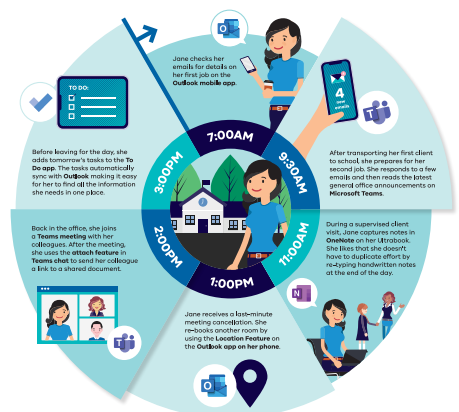 Jane checks her
emails for details on
her first job on the
Outlook mobile app.
7:00AM
4
new
emails
9:30AM
After transporting her first client
to school, she prepares for her
second job. She responds to a few
emails and then reads the latest
general office announcements on
Microsoft Teams.
11:00AM
During a supervised client
visit, Jane captures notes in
OneNote on her Ultrabook.
She likes that she doesn't
have to duplicate effort by
re-typing handwritten notes
at the end of the day.
1:00PM
Jane receives a last-minute
meeting cancellation. She
re-books another room by
using the Location Feature on
the Outlook app on her phone.
2:00PM
Back in the office, she joins
a Teams meeting with her
colleagues. After the meeting,
she uses the attach feature in
Teams chat to send her colleague
a link to a shared document.
3:00PM
TO DO:
Before leaving for the day, she
adds tomorrow's tasks to the To
Do app. The tasks automatically
sync with Outlook making it easy
for her to find all the information
she needs in one place.